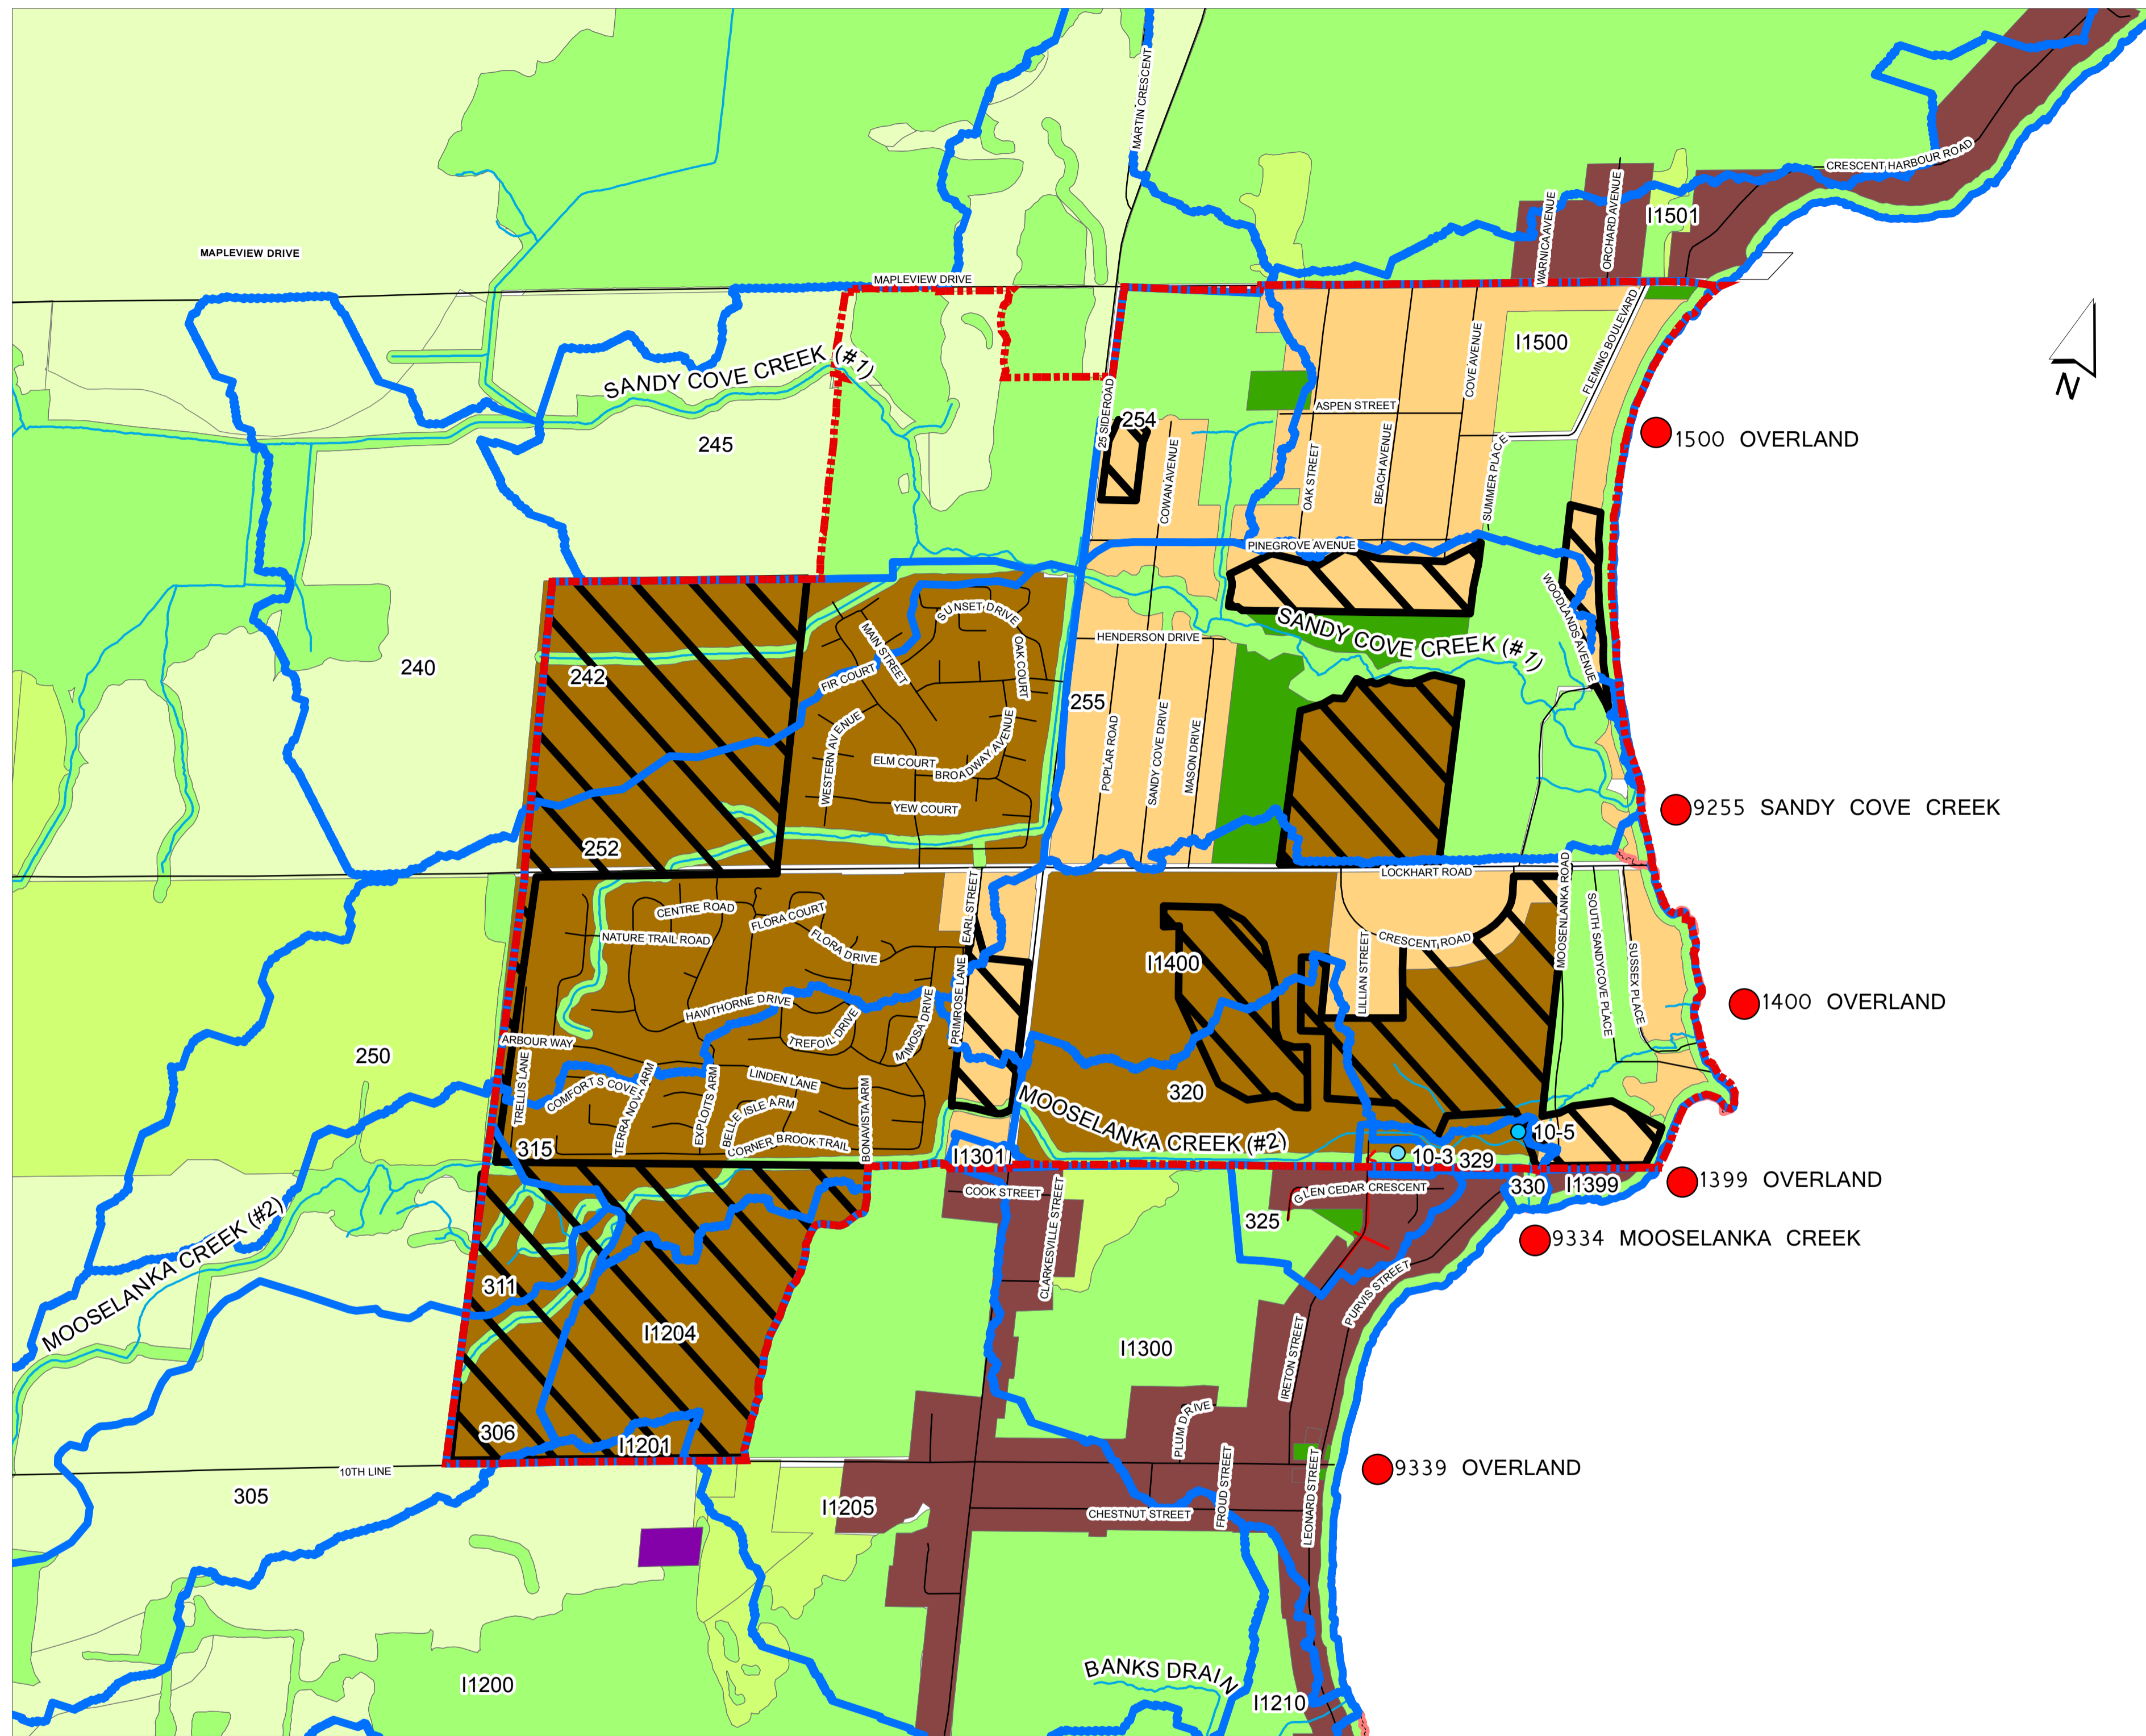 MARTIN CRESCENT
CRESCENT HARBOUR ROAD
WARNICA AVENUE
ORCHARD AVENUE
I1501
MAPLEVIEW DRIVE
MAPLEVIEW DRIVE
I1500
FLEMING BOULEVARD
COVE AVENUE
N
SANDY COVE CREEK (#1)
25 SIDEROAD
254
ASPEN STREET
245
1500 OVERLAND
COWAN AVENUE
OAK STREET
BEACH AVENUE
SUMMER PLACE
PINEGROVE AVENUE
WOODLANDS AVENUE
SUNSET DRIVE
MAIN STREET
OAK COURT
HENDERSON DRIVE
SANDY COVE CREEK (#1)
240
242
FIR COURT
255
WESTERN AVENUE
ELM COURT
BROADWAY AVENUE
POPLAR ROAD
SANDY COVE DRIVE
MASON DRIVE
YEW COURT
9255 SANDY COVE CREEK
252
LOCKHART ROAD
MOOSENLANKA ROAD
CENTRE ROAD
FLORA COURT
EARL STREET
NATURE TRAIL ROAD
FLORA DRIVE
CRESCENT ROAD
SOUTH SANDYCOVE PLACE
SUSSEX PLACE
I1400
LILLIAN STREET
PRIMROSE LANE
HAWTHORNE DRIVE
1400 OVERLAND
TREFOIL DRIVE
MIMOSA DRIVE
ARBOUR WAY
250
TRELLIS LANE
COMFORT S COVE
TERRA NOVA ARM
EXPLOITS ARM
LINDEN LANE
BELLE ISLE ARM
BONAVISTA ARM
CORNER BROOK TRAIL
320
MOOSELANKA CREEK (#2)
315
10-5
I1301
10-3
329
330
I1399
1399 OVERLAND
COOK STREET
GLEN CEDAR CRESCENT
CLARKESVILLE STREET
325
9334 MOOSELANKA CREEK
MOOSELANKA CREEK (#2)
311
PURVIS STREET
I1204
I1300
IRETON STREET
PLUM DRIVE
306
I1201
10TH LINE
305
FROUD STREET
LEONARD STREET
9339 OVERLAND
I1205
CHESTNUT STREET
I1200
BANKS DRAIN
I1210